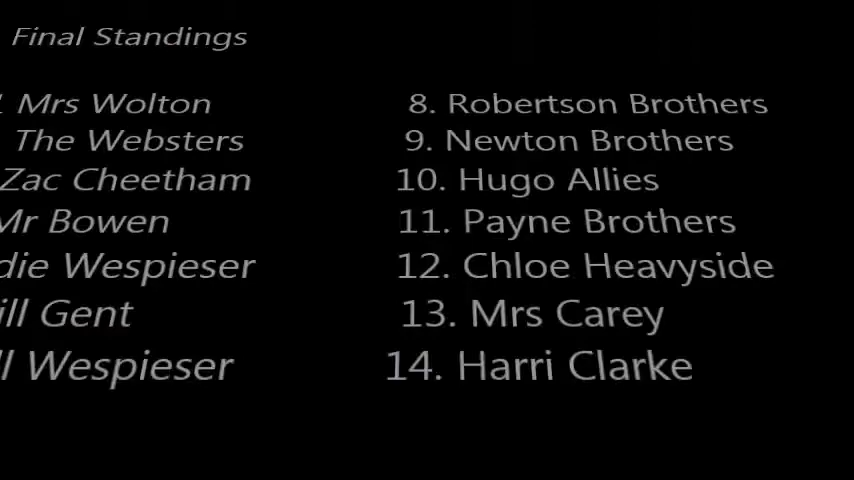 Final Standings
Mrs Wolton
The Websters
Zac Cheetham
Mr Bowen
Wespieser
Gent
Wespieser
8. Robertson Brothers
9. Newton Brothers
10. Hugo Allies
11. Payne Brothers
12. Chloe Heavyside
13. Mrs Carey
14. Harri Clarke